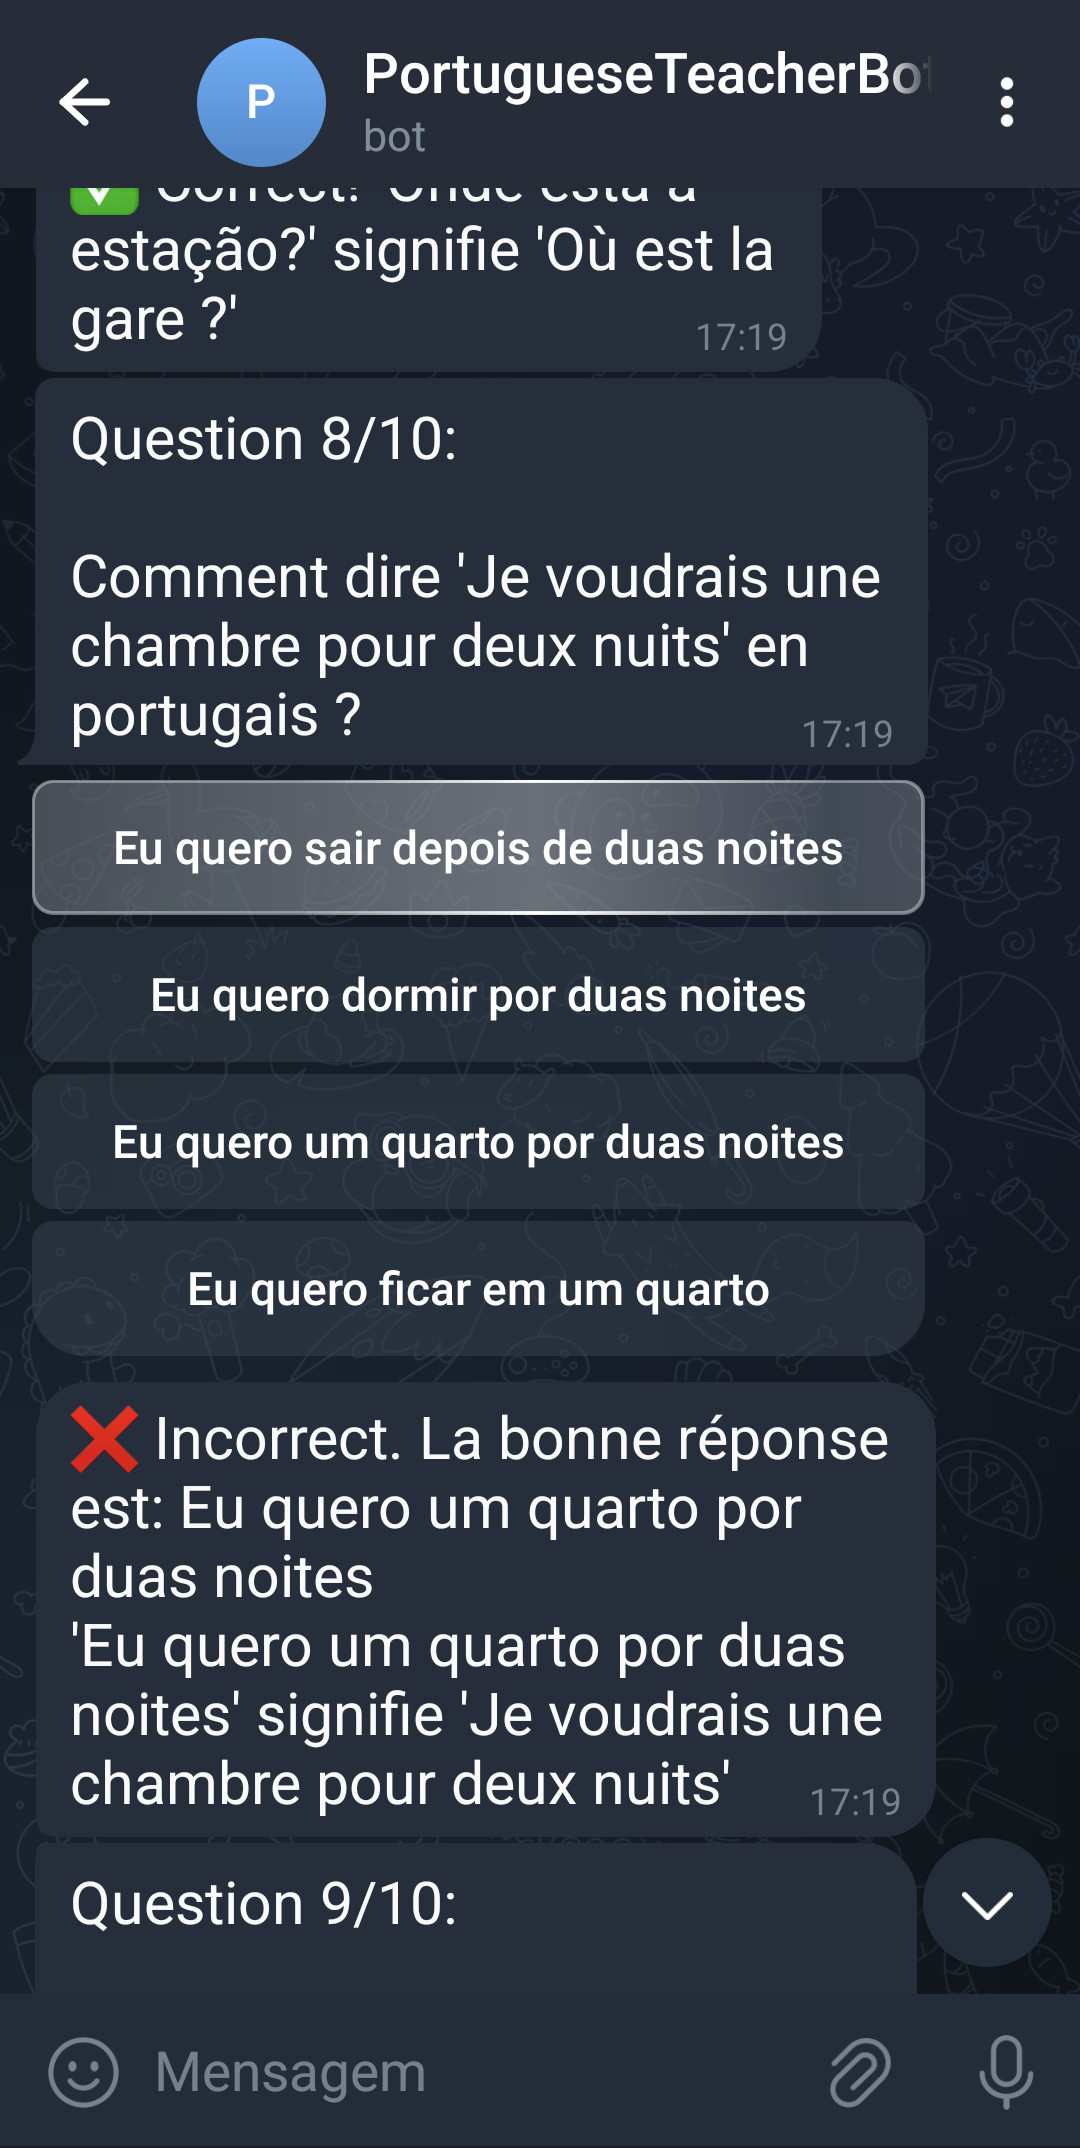 P
PortugueseTeacherBot
bot
✅ Correct! 'Onde está a
estação?' signifie 'Où est la
gare ?'
17:19
Question 8/10:
Comment dire 'Je voudrais une
chambre pour deux nuits' en
portugais ?
17:19
Eu quero sair depois de duas noites
Eu quero dormir por duas noites
Eu quero um quarto por duas noites
Eu quero ficar em um quarto
❌ Incorrect. La bonne réponse
est: Eu quero um quarto por
duas noites
'Eu quero um quarto por duas
noites' signifie 'Je voudrais une
chambre pour deux nuits'
17:19
Question 9/10:
Mensagem